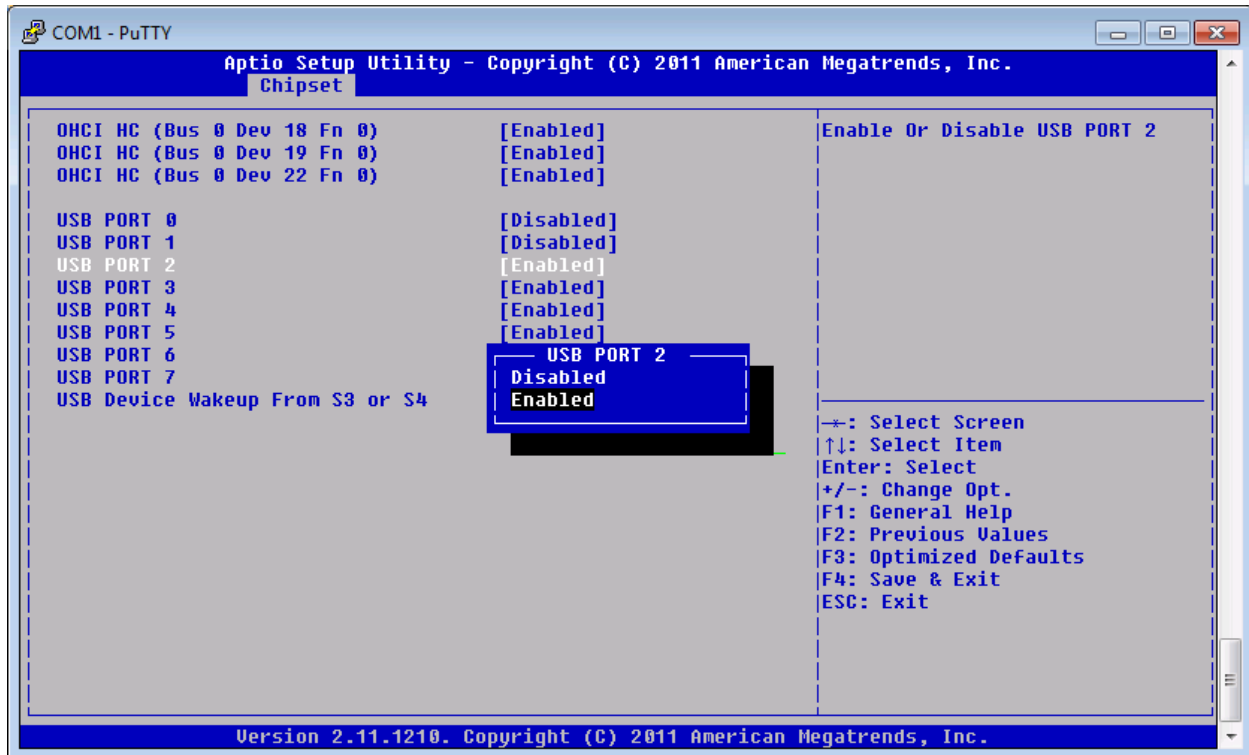 COM1 - PuTTY
Aptio Setup Utility - Copyright (C) 2011 American Megatrends, Inc.
Chipset
OHCI HC (Bus 0 Dev 18 Fn 0) [Enabled]
OHCI HC (Bus 0 Dev 19 Fn 0) [Enabled]
OHCI HC (Bus 0 Dev 22 Fn 0) [Enabled]
USB PORT 0 [Disabled]
USB PORT 1 [Disabled]
USB PORT 2 [Enabled]
USB PORT 3 [Enabled]
USB PORT 4 [Enabled]
USB PORT 5 [Enabled]
USB PORT 6
USB PORT 7
USB Device Wakeup From S3 or S4
USB PORT 2
Disabled
Enabled
Enable Or Disable USB PORT 2
→←: Select Screen
↑↓: Select Item
Enter: Select
+/-: Change Opt.
F1: General Help
F2: Previous Values
F3: Optimized Defaults
F4: Save & Exit
ESC: Exit
Version 2.11.1210. Copyright (C) 2011 American Megatrends, Inc.